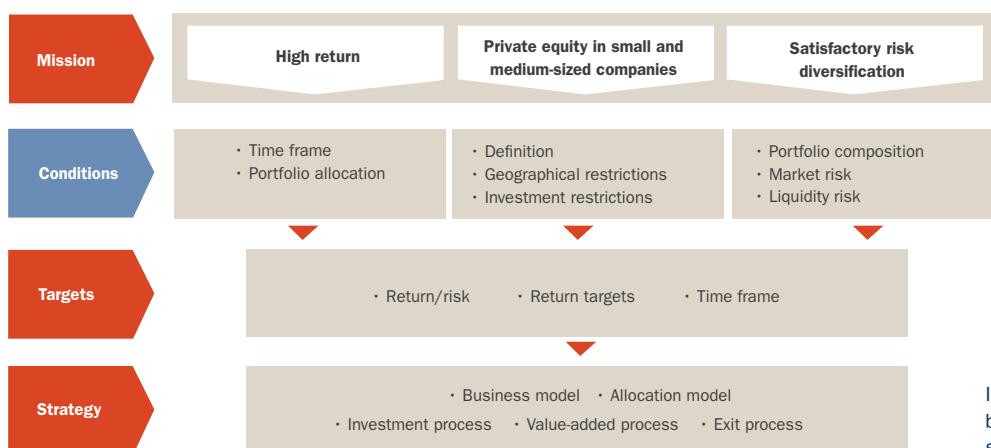 Mission
High return
Private equity in small and
medium-sized companies
Satisfactory risk
diversification
Conditions
· Time frame
· Portfolio allocation
· Definition
· Geographical restrictions
· Investment restrictions
· Portfolio composition
· Market risk
· Liquidity risk
Targets
· Return/risk · Return targets · Time frame
Strategy
· Business model · Allocation model
· Investment process · Value-added process · Exit process